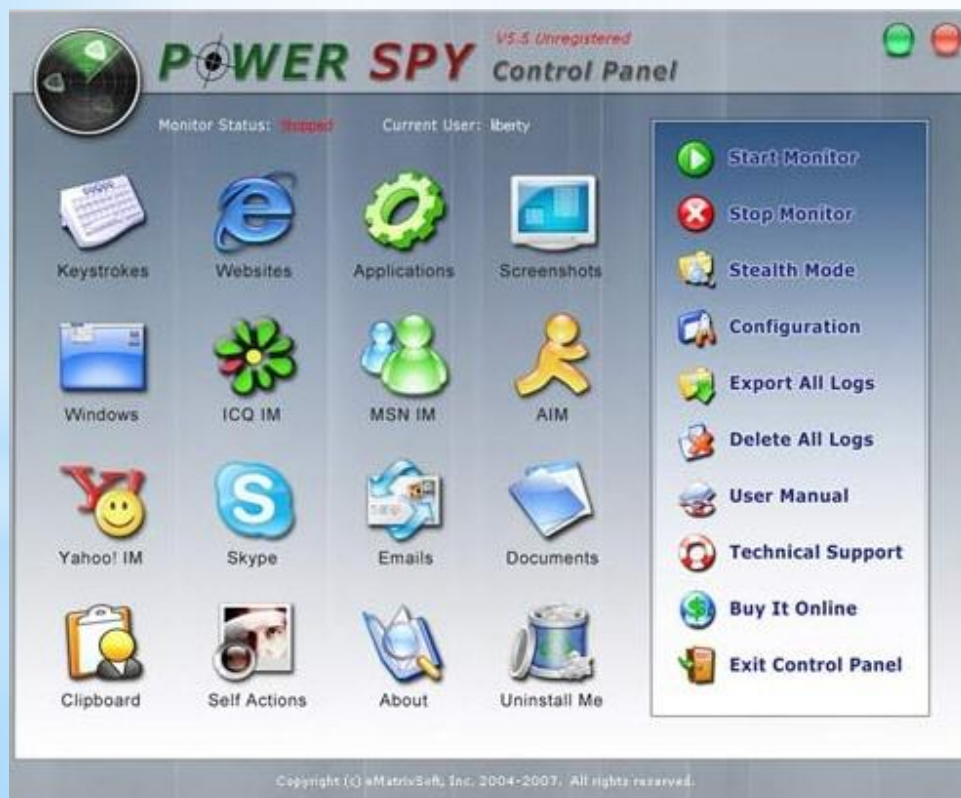 POWER SPY
V5.5 Unregistered
Control Panel
Monitor Status: Stopped Current User: liberty
Keystrokes Websites Applications Screenshots
Windows ICQ IM MSN IM AIM
Yahoo! IM Skype Emails Documents
Clipboard Self Actions About Uninstall Me
Start Monitor
Stop Monitor
Stealth Mode
Configuration
Export All Logs
Delete All Logs
User Manual
Technical Support
Buy It Online
Exit Control Panel
Copyright (c) eMatrixSoft, Inc. 2004-2007. All rights reserved.